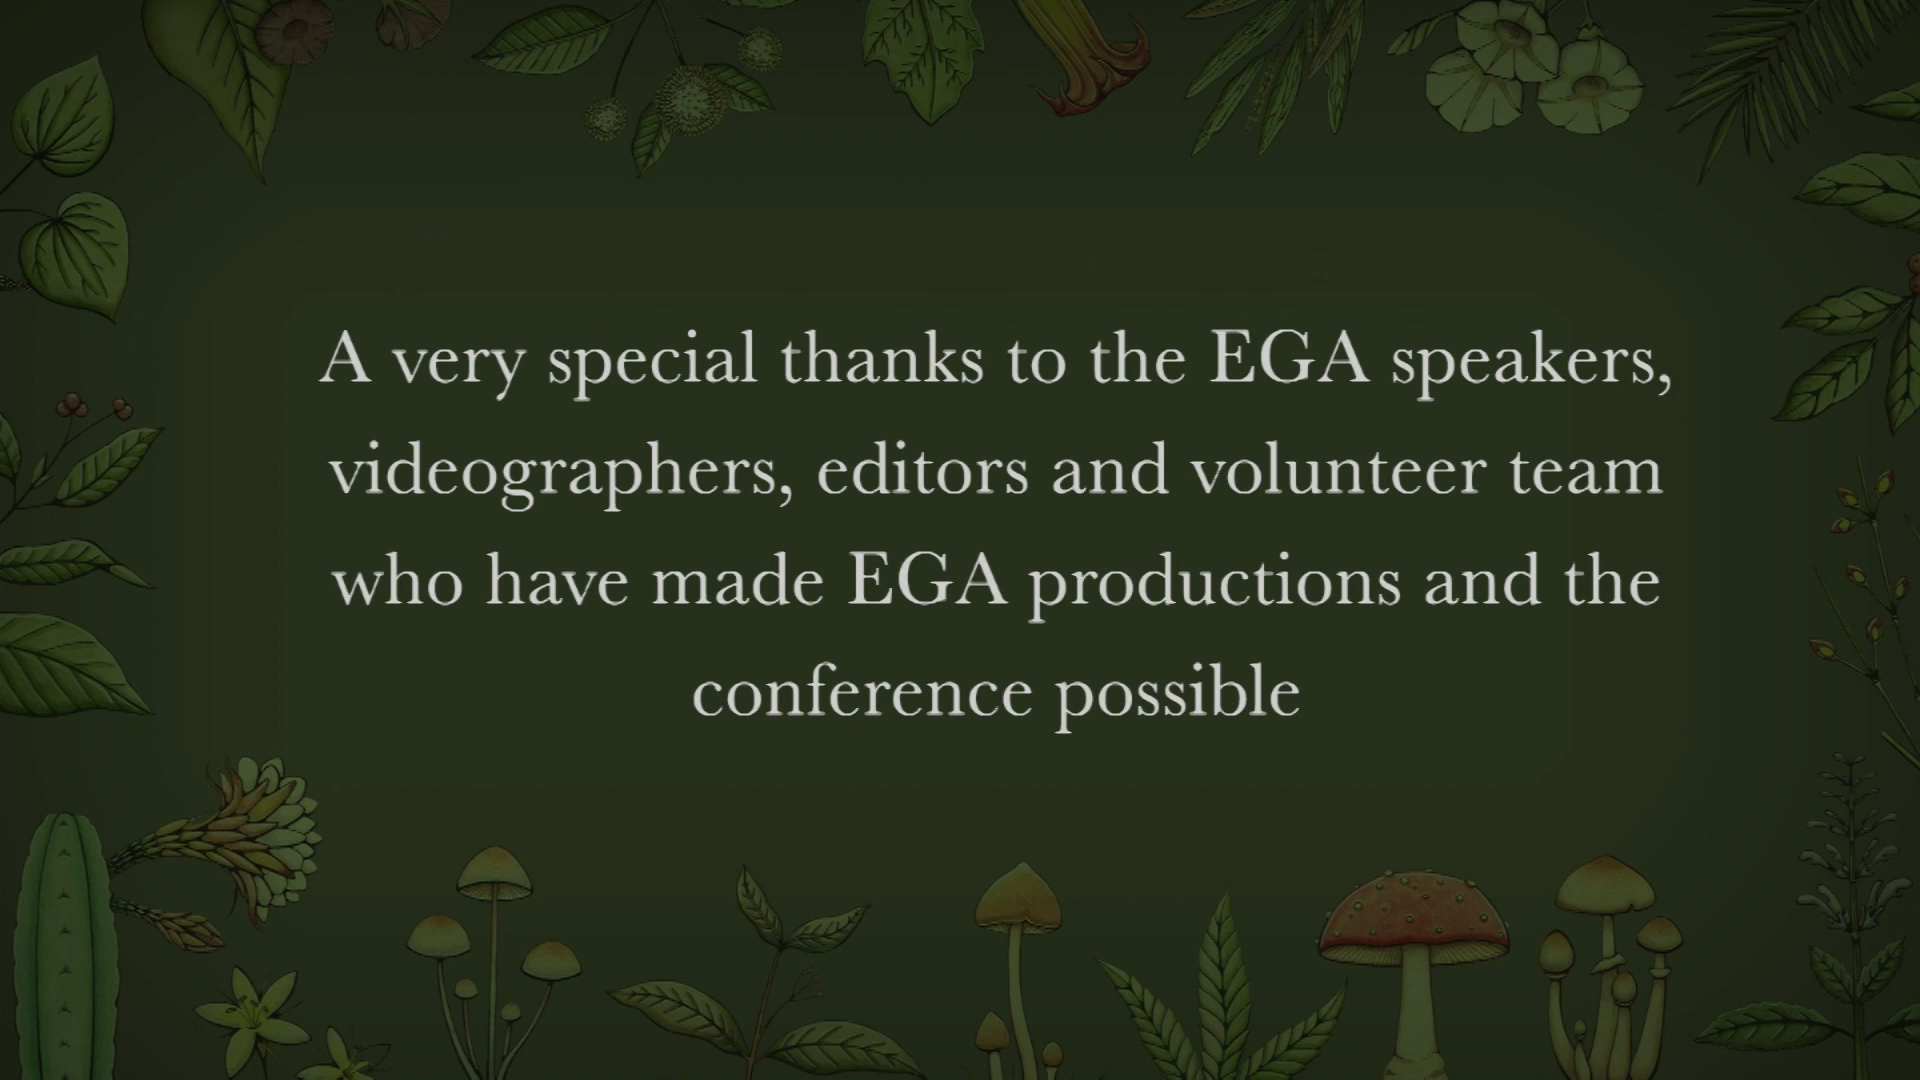 A very special thanks to the EGA speakers,
videographers, editors and volunteer team
who have made EGA productions and the
conference possible